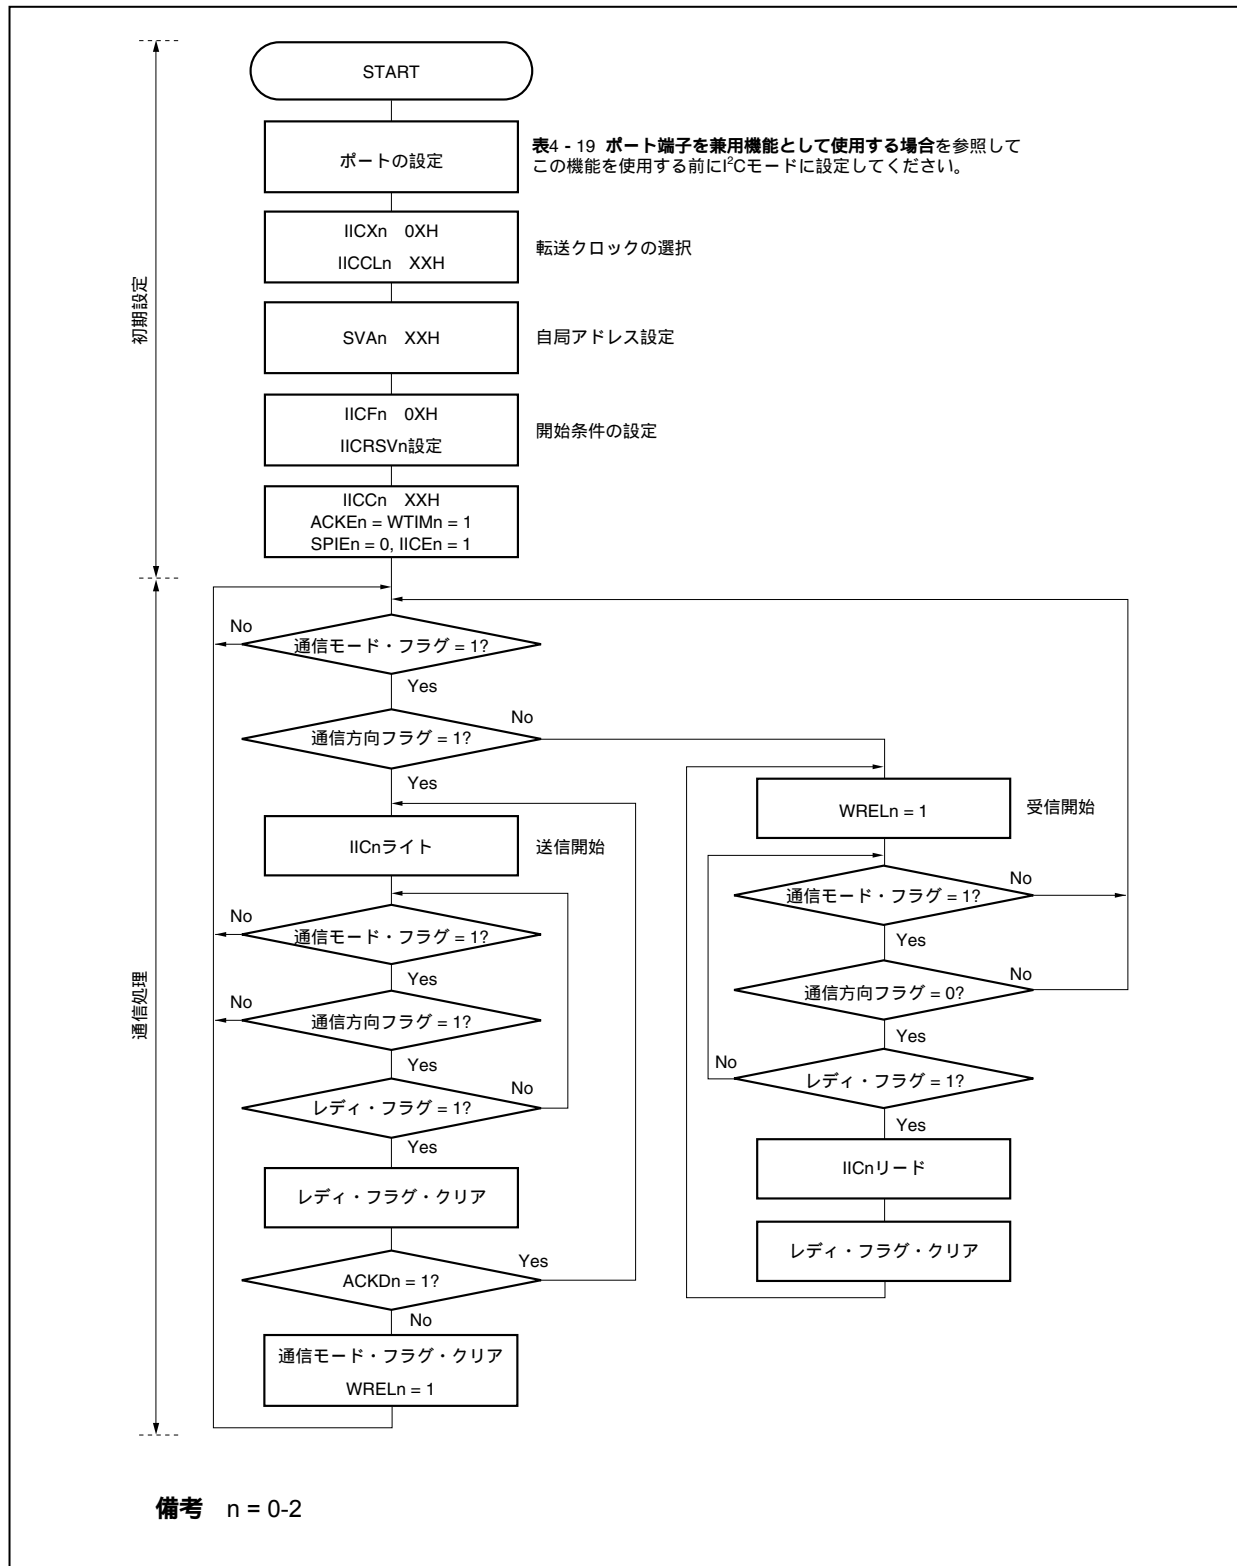 START
ポートの設定
表4 - 19 ポート端子を兼用機能として使用する場合を参照して
この機能を使用する前にI²Cモードに設定してください。
IICXn 0XH
IICCLn XXH
転送クロックの選択
初期設定
SVAn XXH
自局アドレス設定
IICFn 0XH
IICRSVn設定
開始条件の設定
IICCn XXH
ACKEn = WTIMn = 1
SPIEn = 0, IICEn = 1
No
通信モード・フラグ = 1?
Yes
No
通信方向フラグ = 1?
Yes
IICnライト
送信開始
No
通信モード・フラグ = 1?
Yes
通信処理
No
通信方向フラグ = 1?
Yes
No
レディ・フラグ = 1?
Yes
レディ・フラグ・クリア
Yes
ACKDn = 1?
No
通信モード・フラグ・クリア
WRELn = 1
WRELn = 1
受信開始
No
通信モード・フラグ = 1?
Yes
No
通信方向フラグ = 0?
Yes
No
レディ・フラグ = 1?
Yes
IICnリード
レディ・フラグ・クリア
備考 n = 0-2